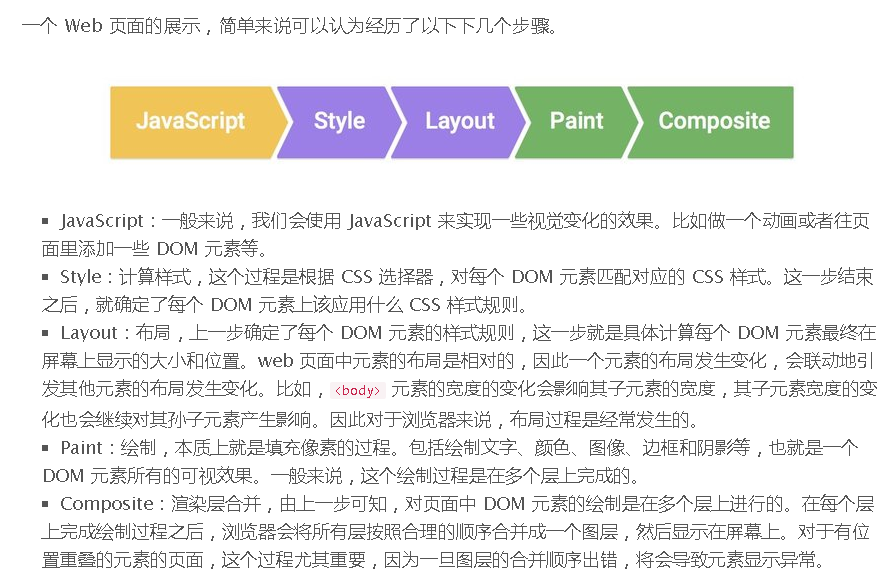 一个 Web 页面的展示，简单来说可以认为经历了以下下几个步骤。
JavaScript
Style
Layout
Paint
Composite
▪ JavaScript：一般来说，我们会使用 JavaScript 来实现一些视觉变化的效果。比如做一个动画或者往页
面里添加一些 DOM 元素等。
▪ Style：计算样式，这个过程是根据 CSS 选择器，对每个 DOM 元素匹配对应的 CSS 样式。这一步结束
之后，就确定了每个 DOM 元素上该应用什么 CSS 样式规则。
▪ Layout：布局，上一步确定了每个 DOM 元素的样式规则，这一步就是具体计算每个 DOM 元素最终在
屏幕上显示的大小和位置。web 页面中元素的布局是相对的，因此一个元素的布局发生变化，会联动地引
发其他元素的布局发生变化。比如，<body> 元素的宽度的变化会影响其子元素的宽度，其子元素宽度的变
化也会继续对其孙子元素产生影响。因此对于浏览器来说，布局过程是经常发生的。
▪ Paint：绘制，本质上就是填充像素的过程。包括绘制文字、颜色、图像、边框和阴影等，也就是一个
DOM 元素所有的可视效果。一般来说，这个绘制过程是在多个层上完成的。
▪ Composite：渲染层合并，由上一步可知，对页面中 DOM 元素的绘制是在多个层上进行的。在每个层
上完成绘制过程之后，浏览器会将所有层按照合理的顺序合并成一个图层，然后显示在屏幕上。对于有位
置重叠的元素的页面，这个过程尤其重要，因为一旦图层的合并顺序出错，将会导致元素显示异常。